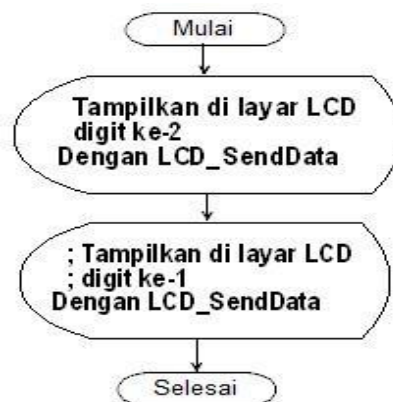 Mulai
Tampilkan di layar LCD
digit ke-2
Dengan LCD_SendData
; Tampilkan di layar LCD
; digit ke-1
Dengan LCD_SendData
Selesai